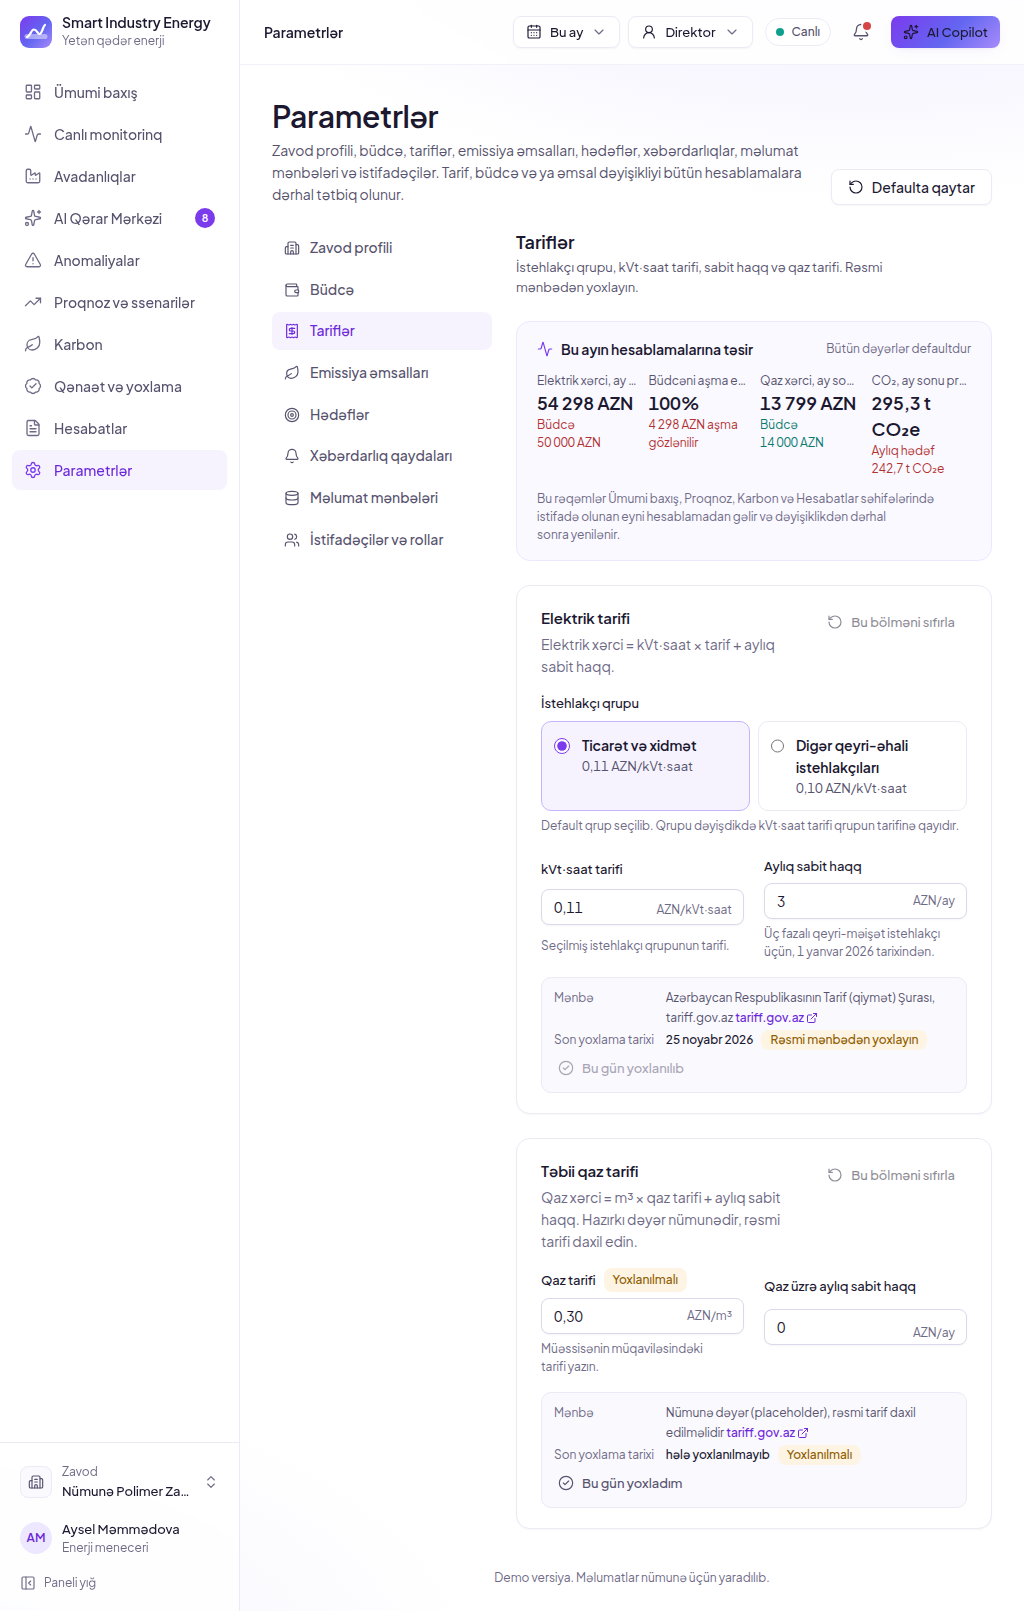 Smart Industry Energy
Yetən qədər enerji
Ümumi baxış
Canlı monitorinq
Avadanlıqlar
AI Qərar Mərkəzi
8
Anomaliyalar
Proqnoz və ssenarilər
Karbon
Qənaət və yoxlama
Hesabatlar
Parametrlər
Zavod
Nümunə Polimer Za...
AM
Aysel Məmmədova
Enerji meneceri
Paneli yığ
Parametrlər
Bu ay
Direktor
Canlı
AI Copilot
Parametrlər
Zavod profili, büdcə, tariflər, emissiya əmsalları, hədəflər, xəbərdarlıqlar, məlumat
mənbələri və istifadəçilər. Tarif, büdcə və ya əmsal dəyişikliyi bütün hesablamalara
dərhal tətbiq olunur.
Defaulta qaytar
Zavod profili
Büdcə
Tariflər
Emissiya əmsalları
Hədəflər
Xəbərdarlıq qaydaları
Məlumat mənbələri
İstifadəçilər və rollar
Tariflər
İstehlakçı qrupu, kVt·saat tarifi, sabit haqq və qaz tarifi. Rəsmi
mənbədən yoxlayın.
Bu ayın hesablamalarına təsir
Bütün dəyərlər defaultdur
Elektrik xərci, ay ...
54 298 AZN
Büdcə
50 000 AZN
Büdcəni aşma e...
100%
4 298 AZN aşma
gözlənilir
Qaz xərci, ay so...
13 799 AZN
Büdcə
14 000 AZN
CO₂, ay sonu pr...
295,3 t
CO₂e
Aylıq hədəf
242,7 t CO₂e
Bu rəqəmlər Ümumi baxış, Proqnoz, Karbon və Hesabatlar səhifələrində
istifadə olunan eyni hesablamadan gəlir və dəyişiklikdən dərhal
sonra yenilənir.
Elektrik tarifi
Bu bölməni sıfırla
Elektrik xərci = kVt·saat × tarif + aylıq
sabit haqq.
İstehlakçı qrupu
Ticarət və xidmət
0,11 AZN/kVt·saat
Digər qeyri-əhali
istehlakçıları
0,10 AZN/kVt·saat
Default qrup seçilib. Qrupu dəyişdikdə kVt·saat tarifi qrupun tarifinə qayıdır.
kVt·saat tarifi
0,11
AZN/kVt·saat
Seçilmiş istehlakçı qrupunun tarifi.
Aylıq sabit haqq
3
AZN/ay
Üç fazalı qeyri-məişət istehlakçı
üçün, 1 yanvar 2026 tarixindən.
Mənbə
Azərbaycan Respublikasının Tarif (qiymət) Şurası,
tariff.gov.az tariff.gov.az
Son yoxlama tarixi
25 noyabr 2026
Rəsmi mənbədən yoxlayın
Bu gün yoxlanılıb
Təbii qaz tarifi
Bu bölməni sıfırla
Qaz xərci = m³ × qaz tarifi + aylıq sabit
haqq. Hazırkı dəyər nümunədir, rəsmi
tarifi daxil edin.
Qaz tarifi
Yoxlanılmalı
0,30
AZN/m³
Müəssisənin müqaviləsindəki
tarifi yazın.
Qaz üzrə aylıq sabit haqq
0
AZN/ay
Mənbə
Nümunə dəyər (placeholder), rəsmi tarif daxil
edilməlidir tariff.gov.az
Son yoxlama tarixi
hələ yoxlanılmayıb
Yoxlanılmalı
Bu gün yoxladım
Demo versiya. Məlumatlar nümunə üçün yaradılıb.